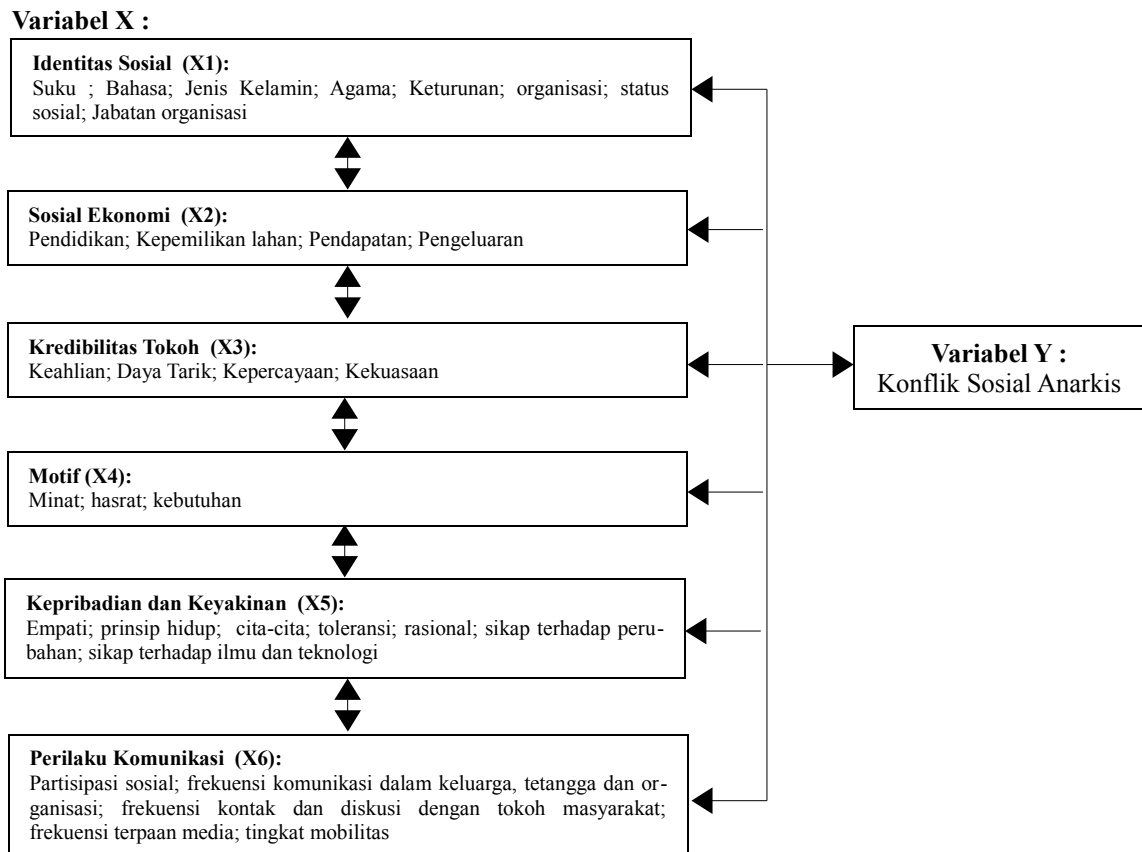 Variabel X :
Identitas Sosial (X1):
Suku ; Bahasa; Jenis Kelamin; Agama; Keturunan; organisasi; status
sosial; Jabatan organisasi
Sosial Ekonomi (X2):
Pendidikan; Kepemilikan lahan; Pendapatan; Pengeluaran
Kredibilitas Tokoh (X3):
Keahlian; Daya Tarik; Kepercayaan; Kekuasaan
Variabel Y :
Konflik Sosial Anarkis
Motif (X4):
Minat; hasrat; kebutuhan
Kepribadian dan Keyakinan (X5):
Empati; prinsip hidup; cita-cita; toleransi; rasional; sikap terhadap peru-
bahan; sikap terhadap ilmu dan teknologi
Perilaku Komunikasi (X6):
Partisipasi sosial; frekuensi komunikasi dalam keluarga, tetangga dan or-
ganisasi; frekuensi kontak dan diskusi dengan tokoh masyarakat;
frekuensi terpaan media; tingkat mobilitas